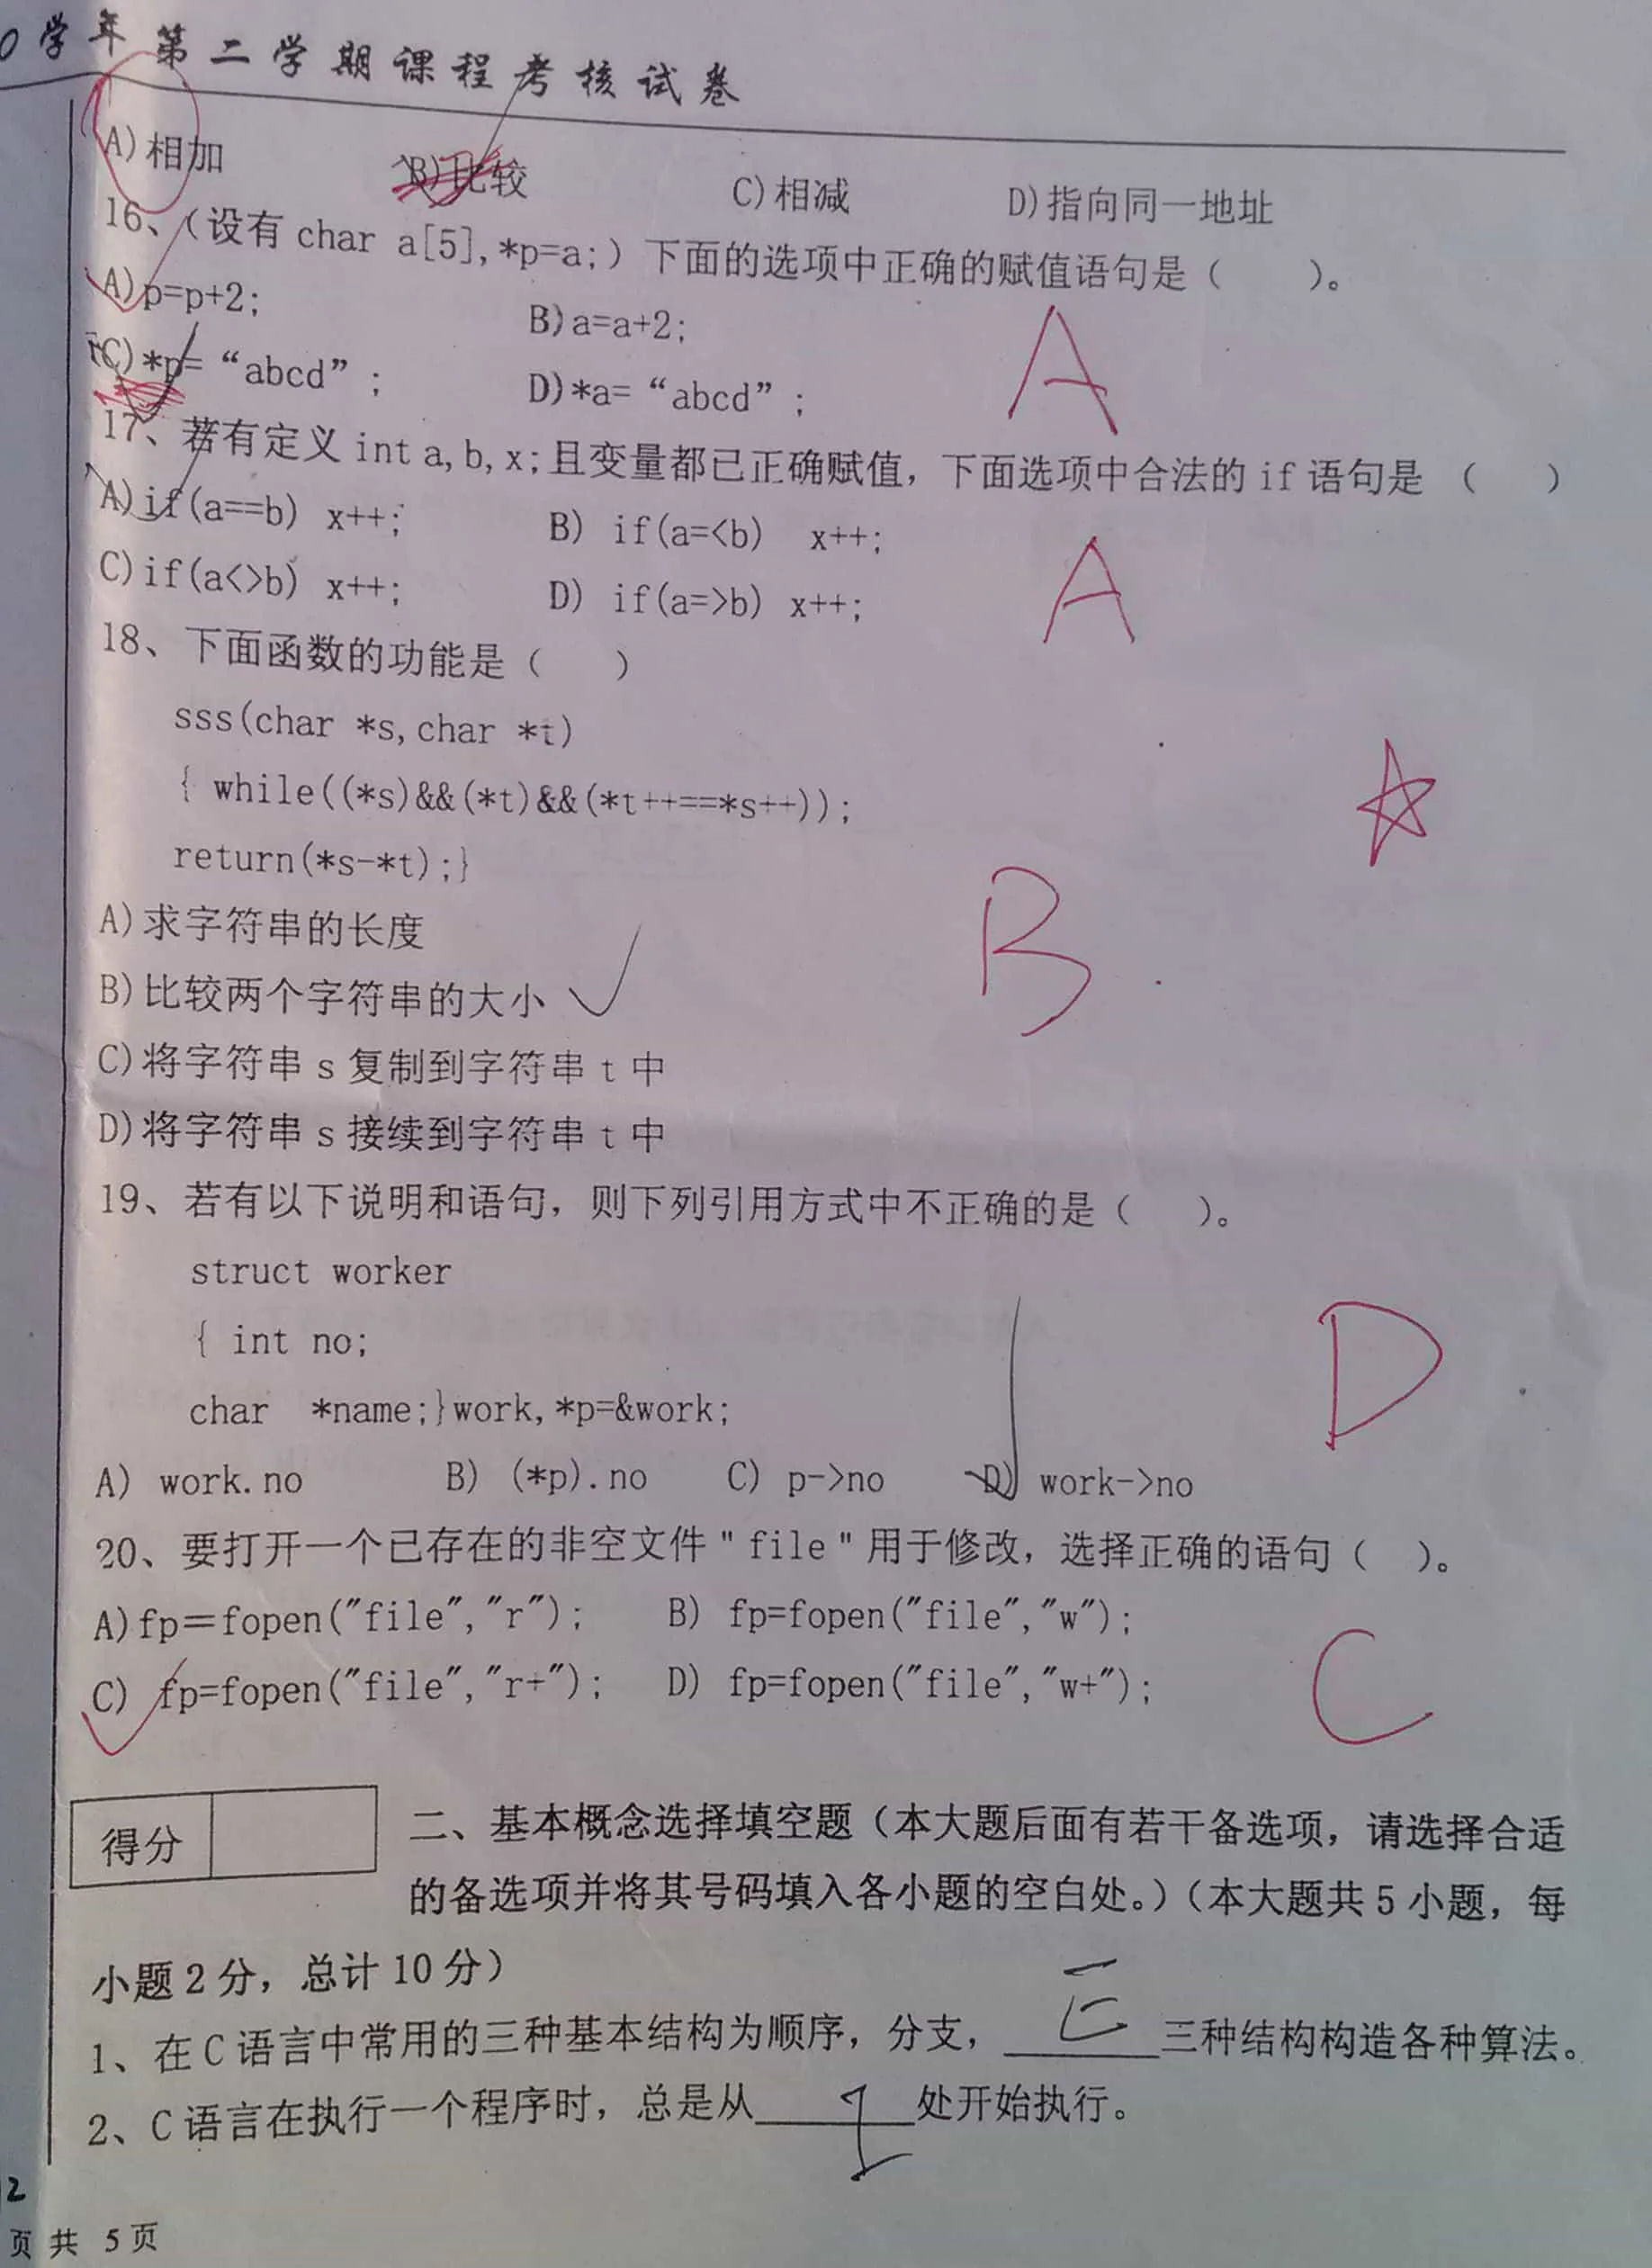 0学年第二学期课程考核试卷
A)相加 B)比较 C)相减 D)指向同一地址
16、(设有 char a[5],*p=a;)下面的选项中正确的赋值语句是( )。
A)p=p+2; B)a=a+2;
C)*p=“abcd”; D)*a=“abcd”;
A
17、若有定义 int a,b,x;且变量都已正确赋值,下面选项中合法的 if 语句是 ( )
A)if(a==b) x++; B) if(a=<b) x++;
C)if(a<>b) x++; D) if(a=>b) x++;
A
18、下面函数的功能是( )
sss(char *s,char *t)
{ while((*s)&&(*t)&&(*t++==*s++));
return(*s-*t);}
A)求字符串的长度
B)比较两个字符串的大小
B
C)将字符串 s 复制到字符串 t 中
D)将字符串 s 接续到字符串 t 中
19、若有以下说明和语句,则下列引用方式中不正确的是( )。
struct worker
{ int no;
char *name;}work,*p=&work;
D
A) work.no B) (*p).no C) p->no D) work->no
20、要打开一个已存在的非空文件"file"用于修改,选择正确的语句( )。
A)fp=fopen("file","r"); B) fp=fopen("file","w");
C) fp=fopen("file","r+"); D) fp=fopen("file","w+");
C
得分
二、基本概念选择填空题(本大题后面有若干备选项,请选择合适
的备选项并将其号码填入各小题的空白处。)(本大题共 5 小题,每
小题 2 分,总计 10 分)
1、在 C 语言中常用的三种基本结构为顺序,分支,____三种结构构造各种算法。
2、C 语言在执行一个程序时,总是从____处开始执行。
2
页 共 5 页